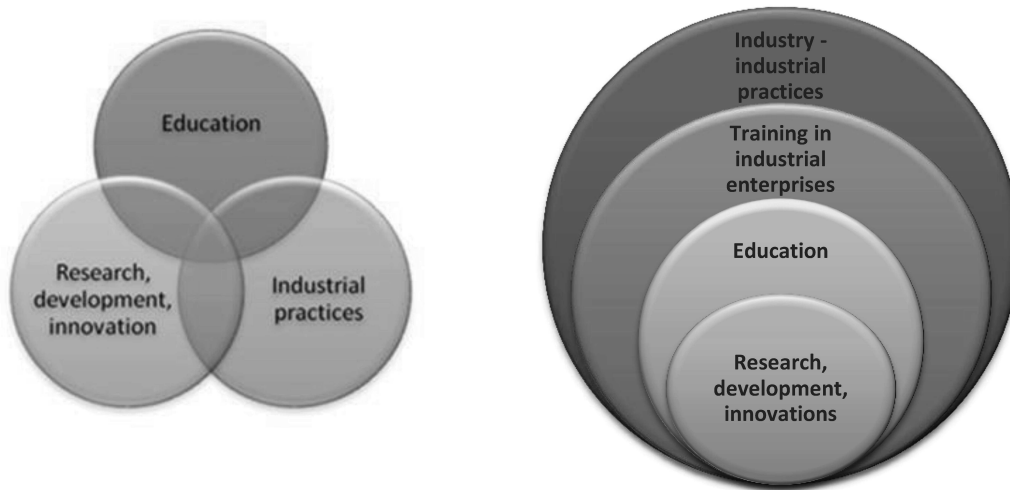 Education
Research,
development,
innovation
Industrial
practices
Industry -
industrial
practices
Training in
industrial
enterprises
Education
Research,
development,
innovations